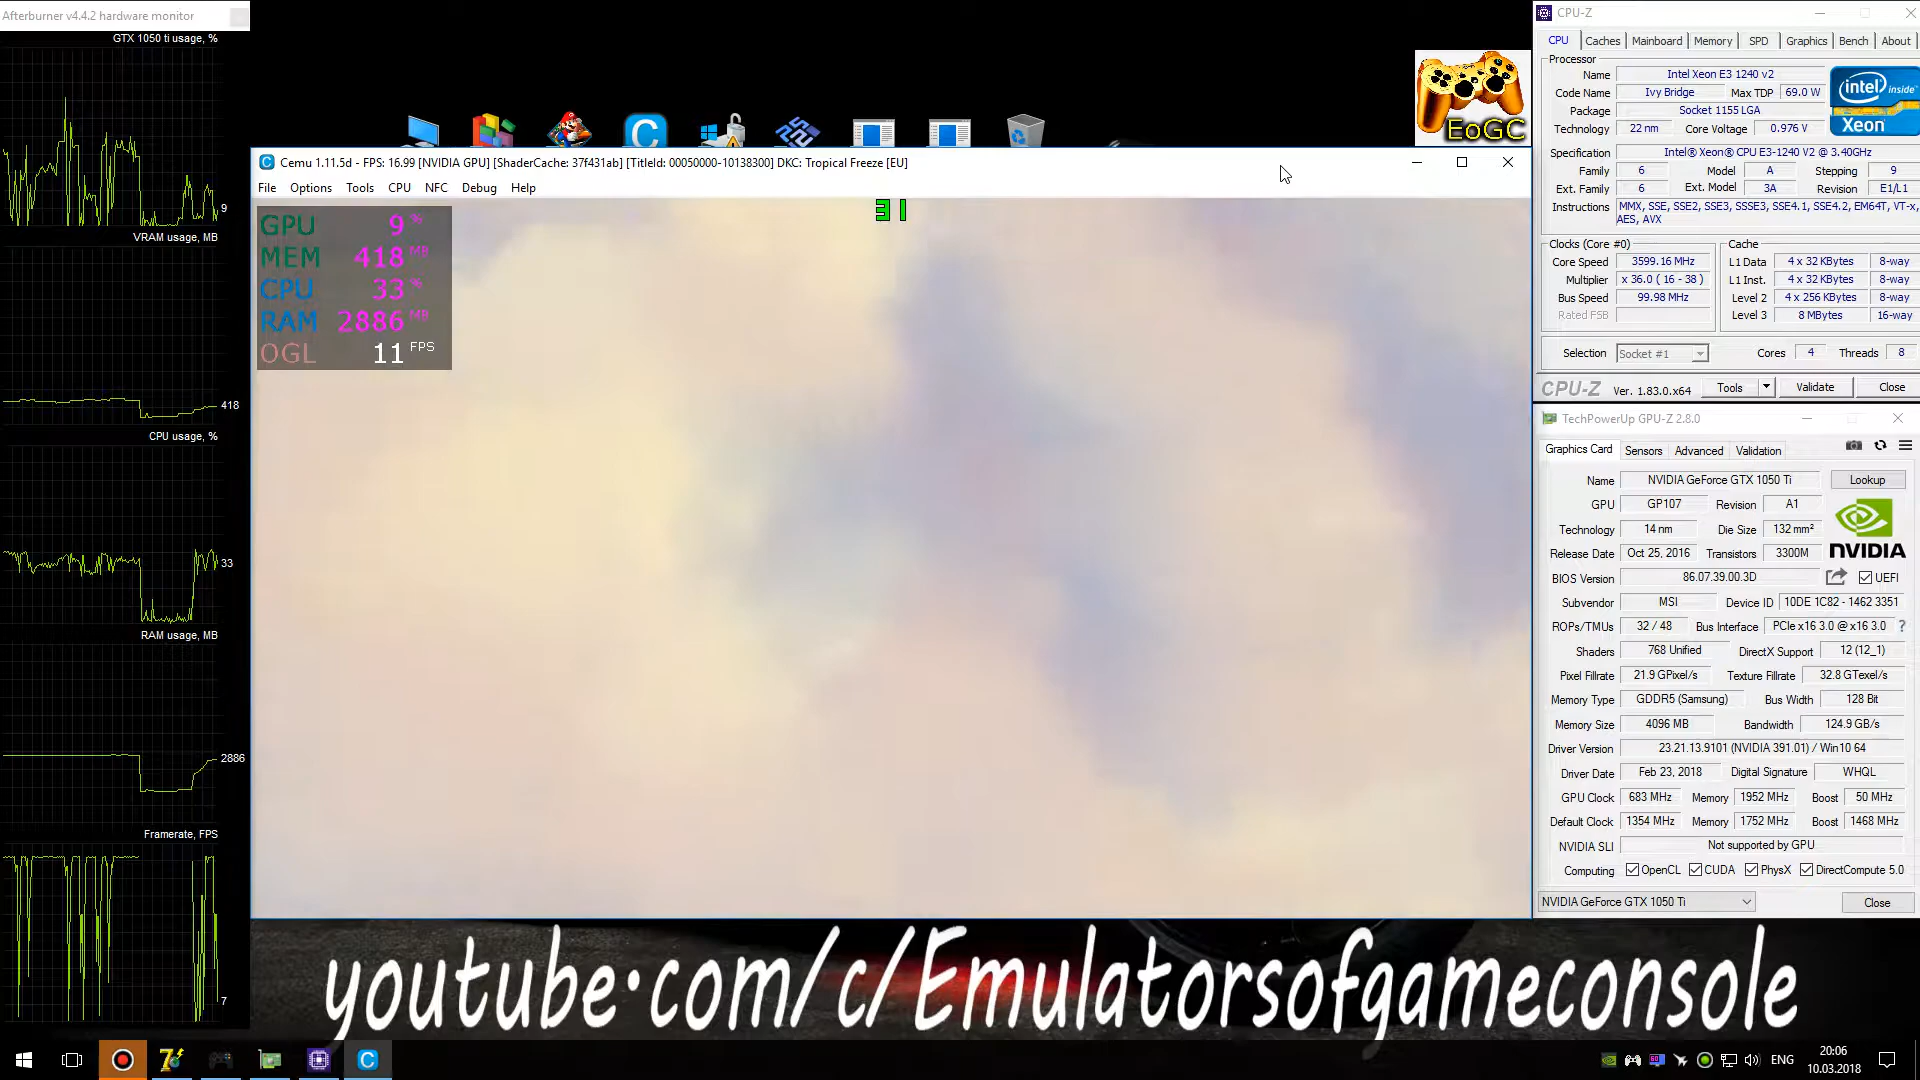 Afterburner v4.4.2 hardware monitor
GTX 1050 ti usage, %
9
VRAM usage, MB
418
CPU usage, %
33
RAM usage, MB
2886
Framerate, FPS
7
EoGC
Cemu 1.11.5d - FPS: 16.99 [NVIDIA GPU] [ShaderCache: 37f431ab] [TitleId: 00050000-10138300] DKC: Tropical Freeze [EU]
File Options Tools CPU NFC Debug Help
31
GPU 9 %
MEM 418 MB
CPU 33 %
RAM 2886 MB
OGL 11 FPS
CPU-Z
CPU Caches Mainboard Memory SPD Graphics Bench About
Processor
Name Intel Xeon E3 1240 v2
Code Name Ivy Bridge Max TDP 69.0 W
Package Socket 1155 LGA
Technology 22 nm Core Voltage 0.976 V
intel inside Xeon
Specification Intel® Xeon® CPU E3-1240 V2 @ 3.40GHz
Family 6 Model A Stepping 9
Ext. Family 6 Ext. Model 3A Revision E1/L1
Instructions MMX, SSE, SSE2, SSE3, SSSE3, SSE4.1, SSE4.2, EM64T, VT-x,
AES, AVX
Clocks (Core #0) Cache
Core Speed 3599.16 MHz L1 Data 4 x 32 KBytes 8-way
Multiplier x 36.0 ( 16 - 38 ) L1 Inst. 4 x 32 KBytes 8-way
Bus Speed 99.98 MHz Level 2 4 x 256 KBytes 8-way
Rated FSB Level 3 8 MBytes 16-way
Selection Socket #1 Cores 4 Threads 8
CPU-Z Ver. 1.83.0.x64 Tools Validate Close
TechPowerUp GPU-Z 2.8.0
Graphics Card Sensors Advanced Validation
Name NVIDIA GeForce GTX 1050 Ti Lookup
GPU GP107 Revision A1
Technology 14 nm Die Size 132 mm²
Release Date Oct 25, 2016 Transistors 3300M
NVIDIA
BIOS Version 86.07.39.00.3D UEFI
Subvendor MSI Device ID 10DE 1C82 - 1462 3351
ROPs/TMUs 32 / 48 Bus Interface PCIe x16 3.0 @ x16 3.0 ?
Shaders 768 Unified DirectX Support 12 (12_1)
Pixel Fillrate 21.9 GPixel/s Texture Fillrate 32.8 GTexel/s
Memory Type GDDR5 (Samsung) Bus Width 128 Bit
Memory Size 4096 MB Bandwidth 124.9 GB/s
Driver Version 23.21.13.9101 (NVIDIA 391.01) / Win10 64
Driver Date Feb 23, 2018 Digital Signature WHQL
GPU Clock 683 MHz Memory 1952 MHz Boost 50 MHz
Default Clock 1354 MHz Memory 1752 MHz Boost 1468 MHz
NVIDIA SLI Not supported by GPU
Computing OpenCL CUDA PhysX DirectCompute 5.0
NVIDIA GeForce GTX 1050 Ti Close
youtube.com/c/Emulatorsofgameconsole
ENG
20:06
10.03.2018